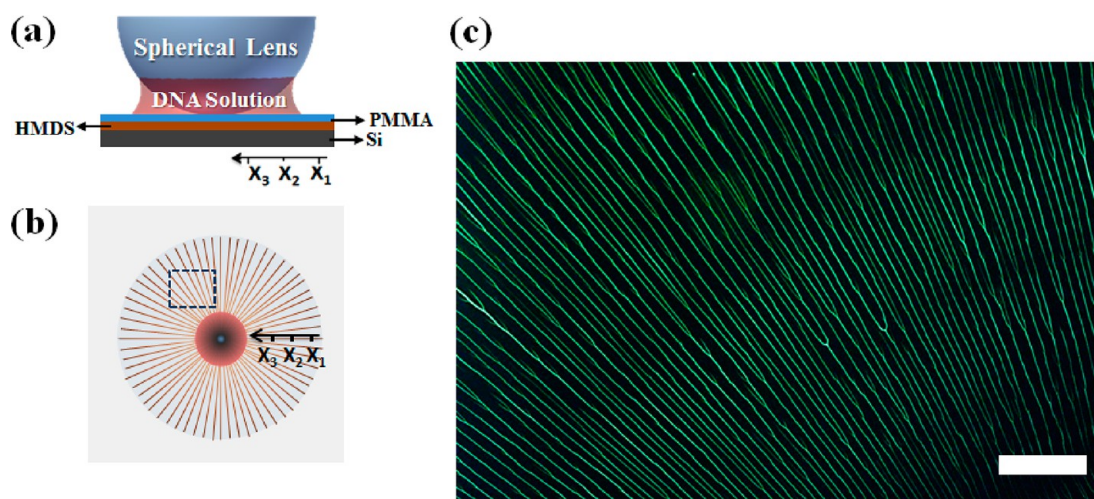 (a)
Spherical Lens
DNA Solution
HMDS
PMMA
Si
X₃ X₂ X₁
(b)
X₃ X₂ X₁
(c)